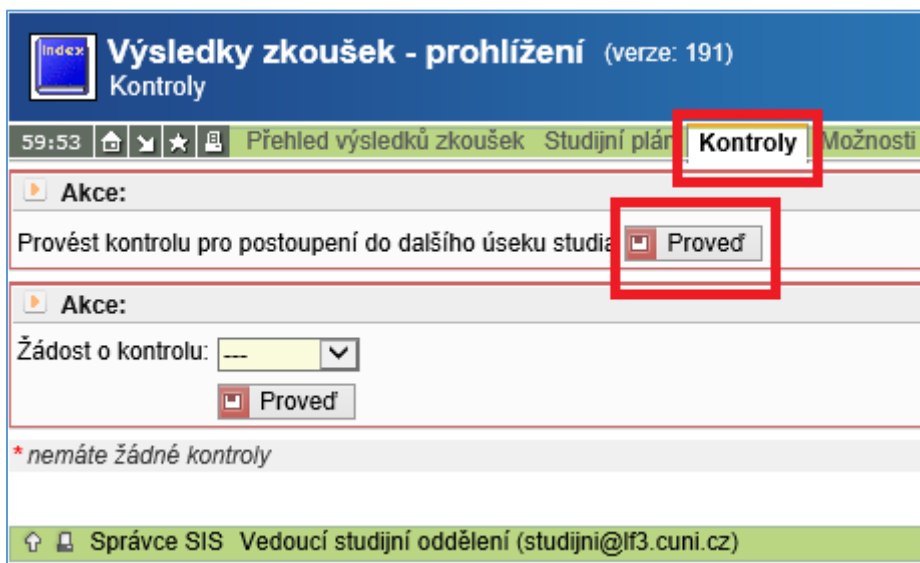 Index
Výsledky zkoušek - prohlížení (verze: 191)
Kontroly
59:53 Přehled výsledků zkoušek Studijní plán Kontroly Možnosti
Akce:
Provést kontrolu pro postoupení do dalšího úseku studia Proveď
Akce:
Žádost o kontrolu: ---
Proveď
* nemáte žádné kontroly
Správce SIS Vedoucí studijní oddělení (studijni@lf3.cuni.cz)